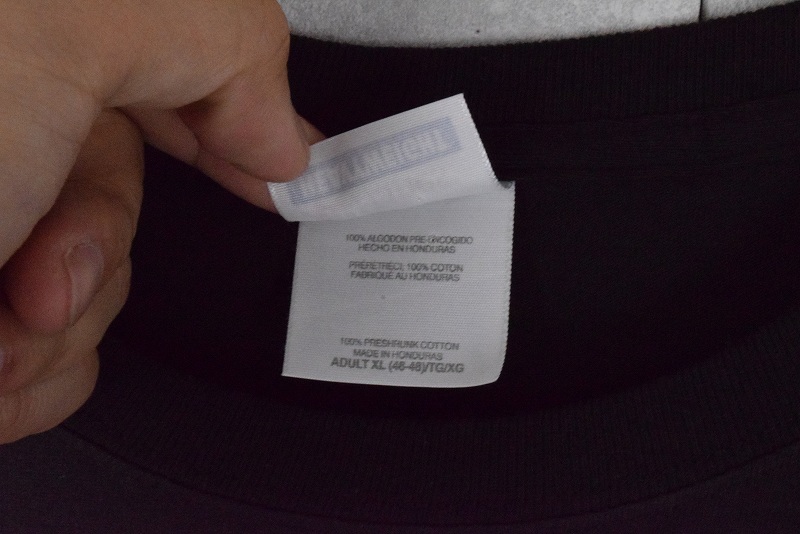 100% ALGODON PRE-ENCOGIDO
HECHO EN HONDURAS
PRÉRÉTRÉCI: 100% COTON
FABRIQUÉ AU HONDURAS
100% PRESHRUNK COTTON
MADE IN HONDURAS
ADULT XL (46-48)/TG/XG